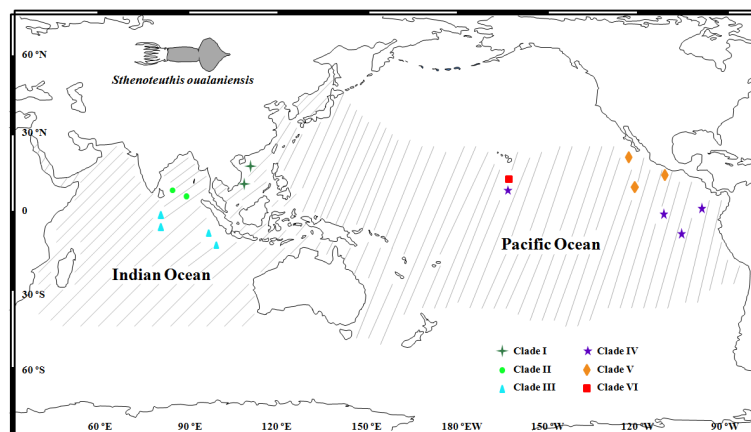 60 °N
Sthenoteuthis oualaniensis
30 °N
0
Pacific Ocean
Indian Ocean
30 °S
Clade I
Clade IV
Clade II
Clade V
60 °S
Clade III
Clade VI
60 °E
90 °E
120 °E
150 °E
180 °EW
150 °W
120 °W
90 °W